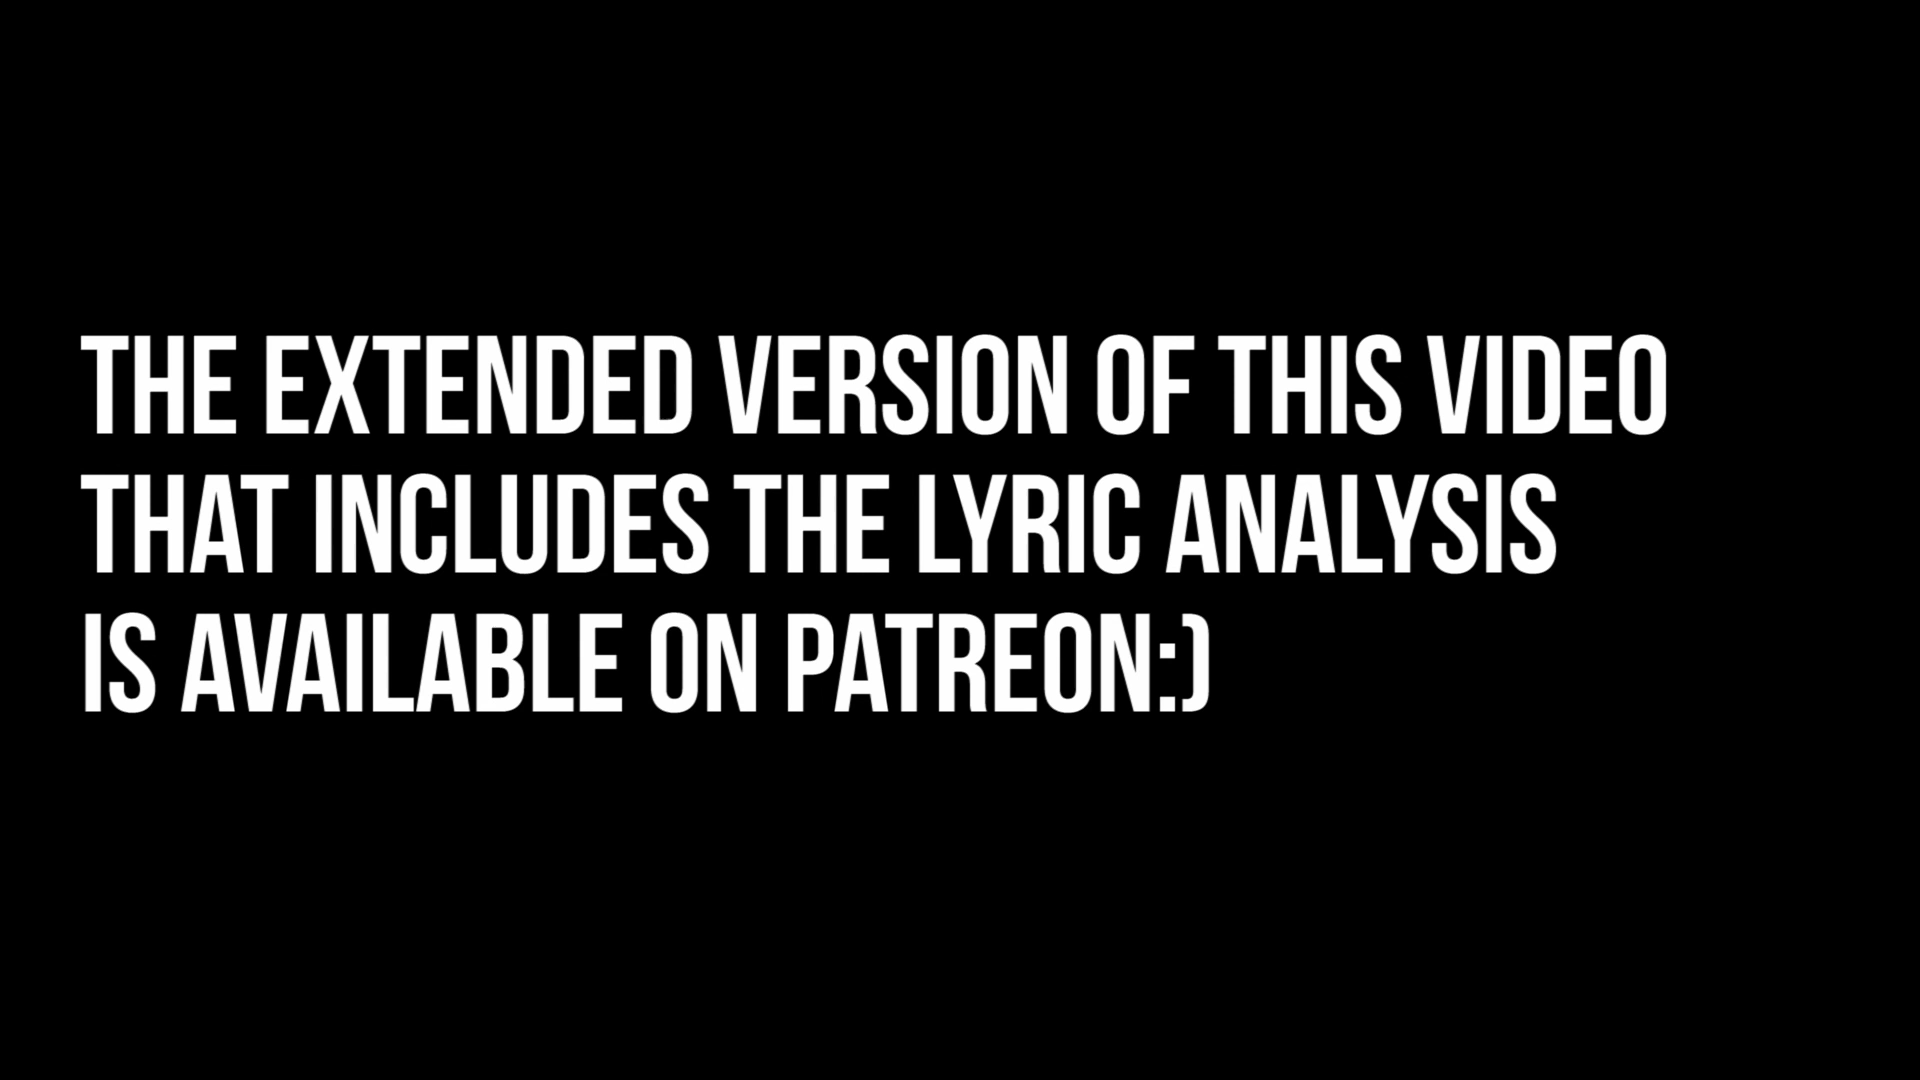 THE EXTENDED VERSION OF THIS VIDEO
THAT INCLUDES THE LYRIC ANALYSIS
IS AVAILABLE ON PATREON:)